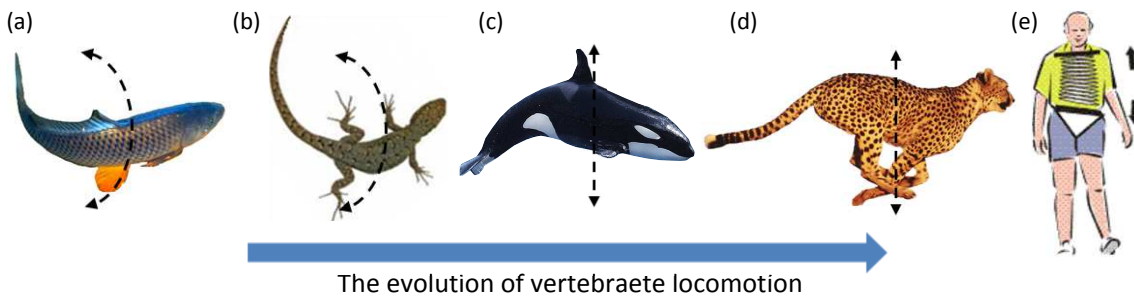 (a) (b) (c) (d) (e)
The evolution of vertebraete locomotion